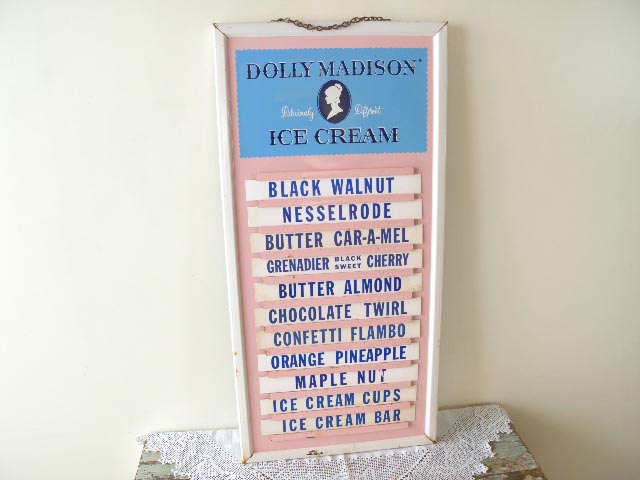 DOLLY MADISON
Deliciously Different
ICE CREAM
BLACK WALNUT
NESSELRODE
BUTTER CAR-A-MEL
GRENADIER BLACK SWEET CHERRY
BUTTER ALMOND
CHOCOLATE TWIRL
CONFETTI FLAMBO
ORANGE PINEAPPLE
MAPLE NUT
ICE CREAM CUPS
ICE CREAM BAR